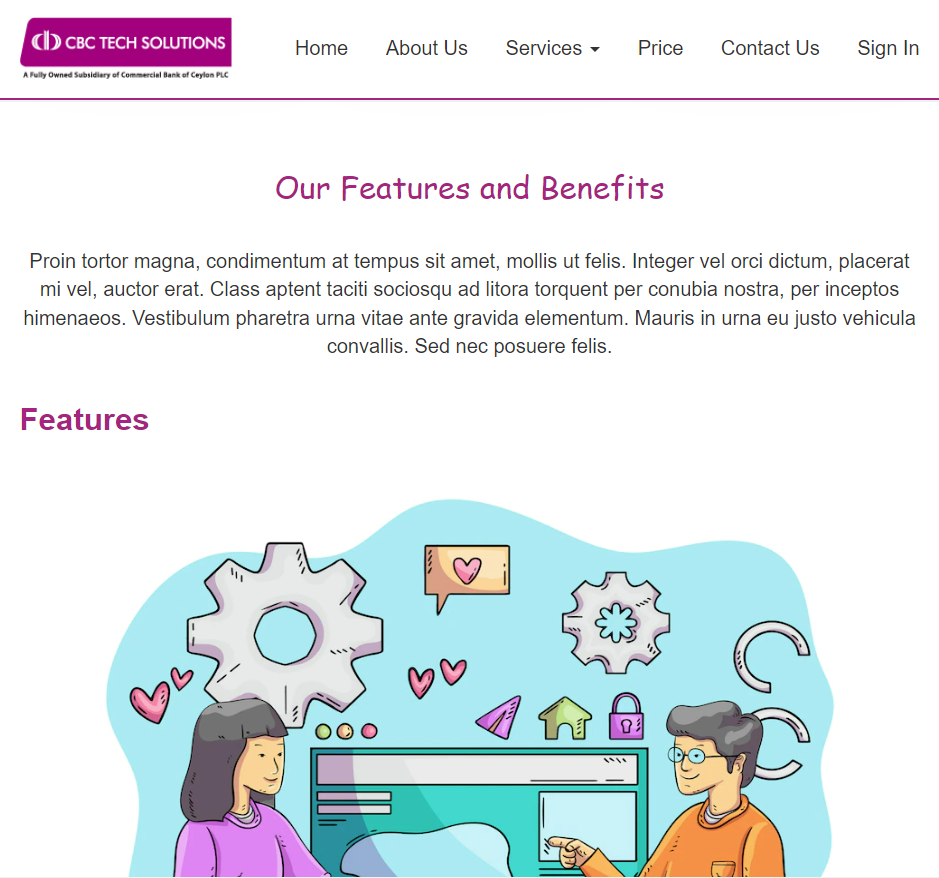 CBC TECH SOLUTIONS
A Fully Owned Subsidiary of Commercial Bank of Ceylon PLC
Home About Us Services Price Contact Us Sign In
Our Features and Benefits
Proin tortor magna, condimentum at tempus sit amet, mollis ut felis. Integer vel orci dictum, placerat
mi vel, auctor erat. Class aptent taciti sociosqu ad litora torquent per conubia nostra, per inceptos
himenaeos. Vestibulum pharetra urna vitae ante gravida elementum. Mauris in urna eu justo vehicula
convallis. Sed nec posuere felis.
Features